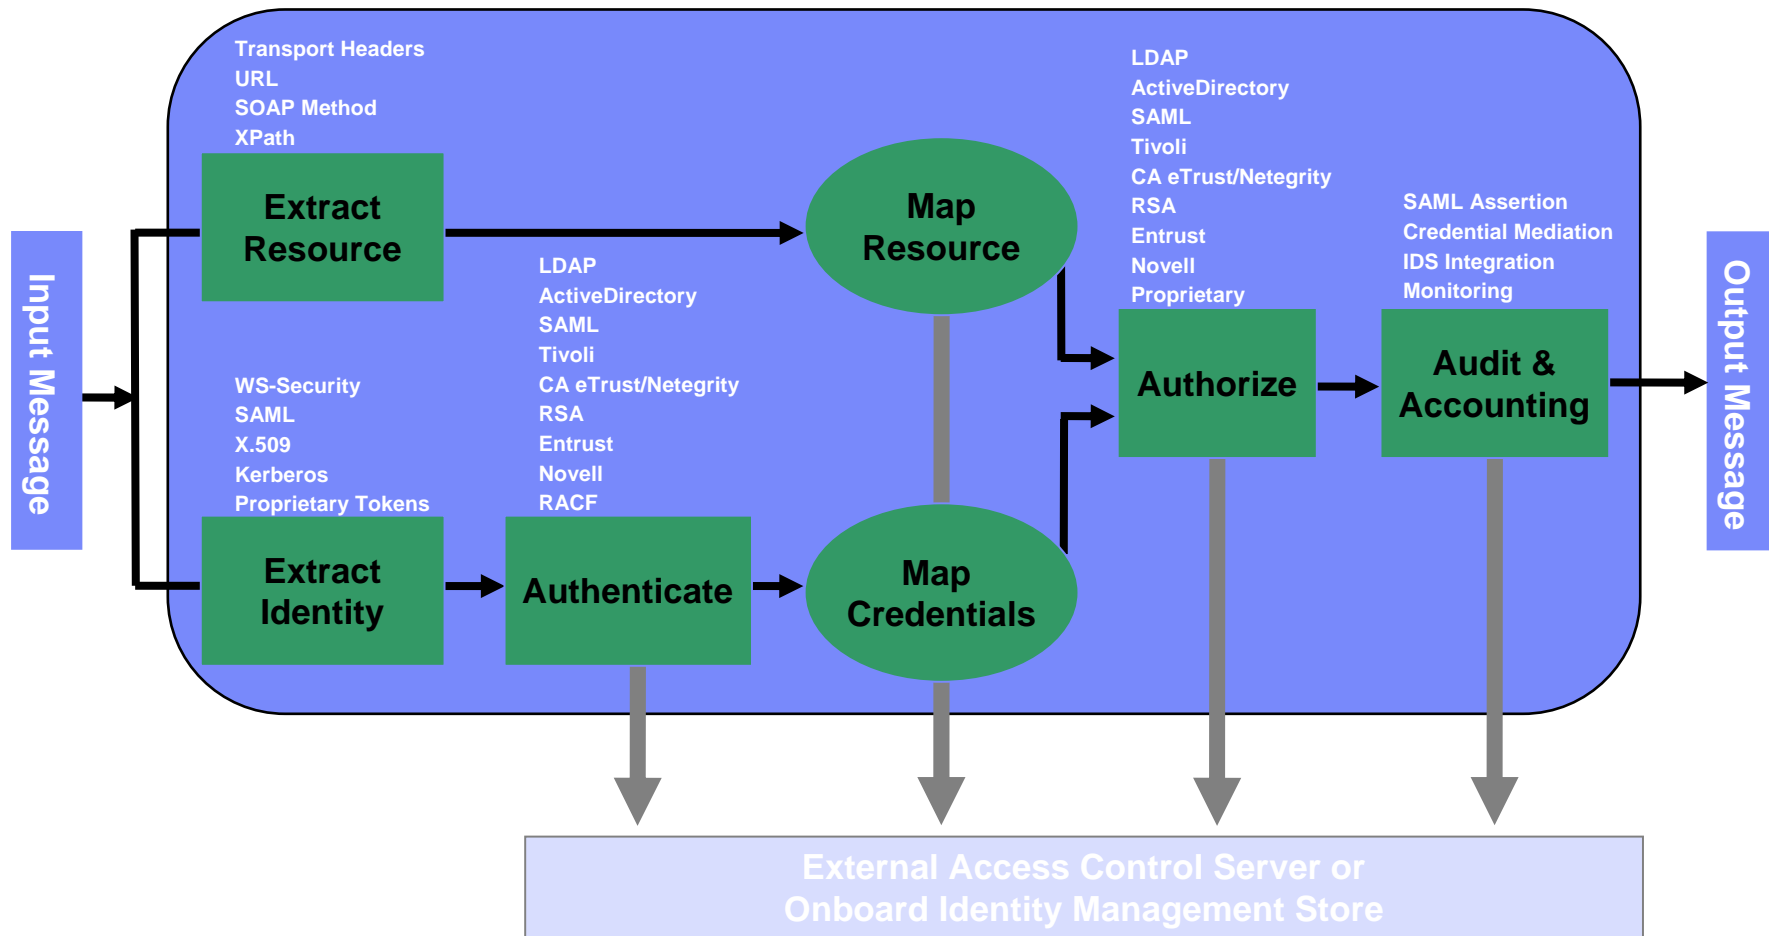 Input Message
Transport Headers
URL
SOAP Method
XPath
Extract
Resource
WS-Security
SAML
X.509
Kerberos
Proprietary Tokens
Extract
Identity
LDAP
ActiveDirectory
SAML
Tivoli
CA eTrust/Netegrity
RSA
Entrust
Novell
RACF
Authenticate
Map
Resource
Map
Credentials
LDAP
ActiveDirectory
SAML
Tivoli
CA eTrust/Netegrity
RSA
Entrust
Novell
Proprietary
Authorize
SAML Assertion
Credential Mediation
IDS Integration
Monitoring
Audit &
Accounting
Output Message
External Access Control Server or
Onboard Identity Management Store